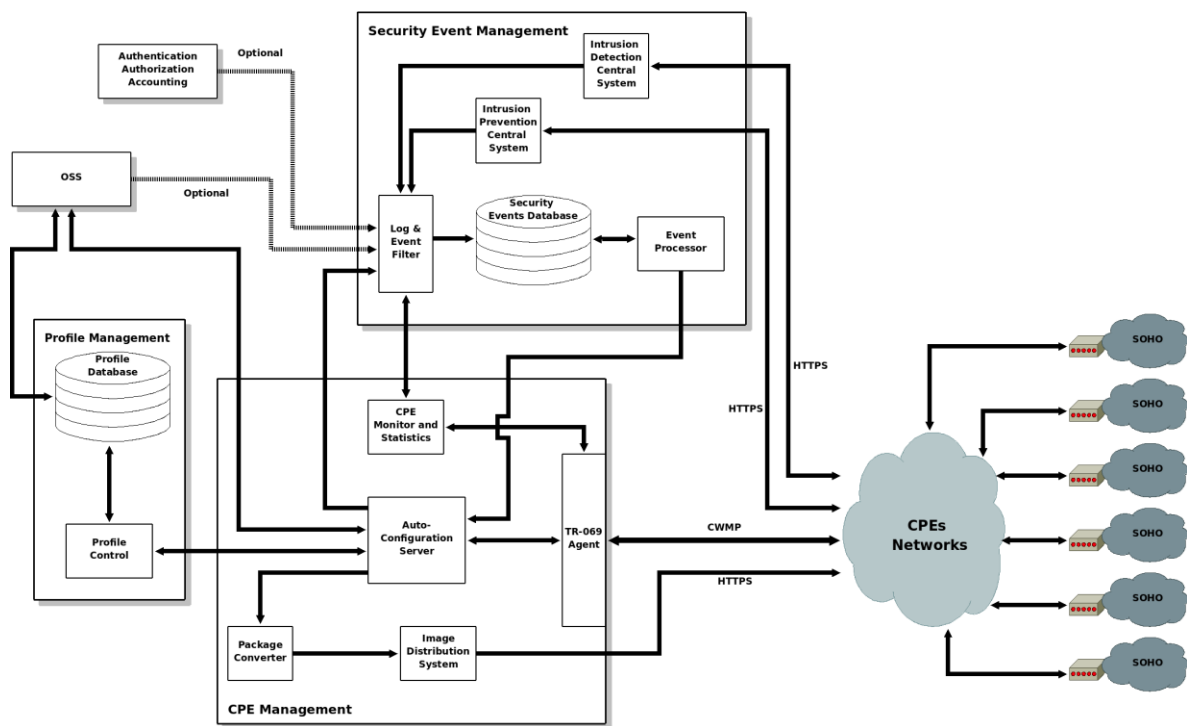 Security Event Management
Intrusion
Detection
Central
System
Optional
Authentication
Authorization
Accounting
Intrusion
Prevention
Central
System
OSS
Optional
Log &
Event
Filter
Security
Events Database
Event
Processor
Profile Management
Profile
Database
Profile
Control
CPE
Monitor and
Statistics
Auto-
Configuration
Server
TR-069
Agent
Package
Converter
Image
Distribution
System
CPE Management
HTTPS
HTTPS
CWMP
HTTPS
CPEs
Networks
SOHO
SOHO
SOHO
SOHO
SOHO
SOHO